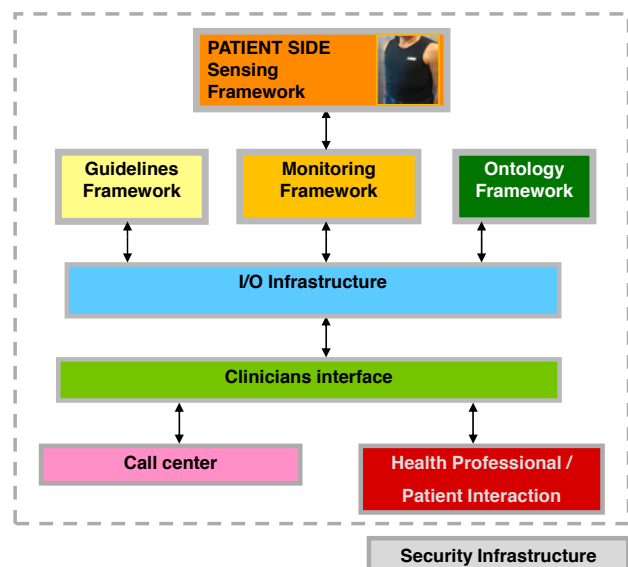 PATIENT SIDE
Sensing
Framework
Guidelines
Framework
Monitoring
Framework
Ontology
Framework
I/O Infrastructure
Clinicians interface
Call center
Health Professional /
Patient Interaction
Security Infrastructure